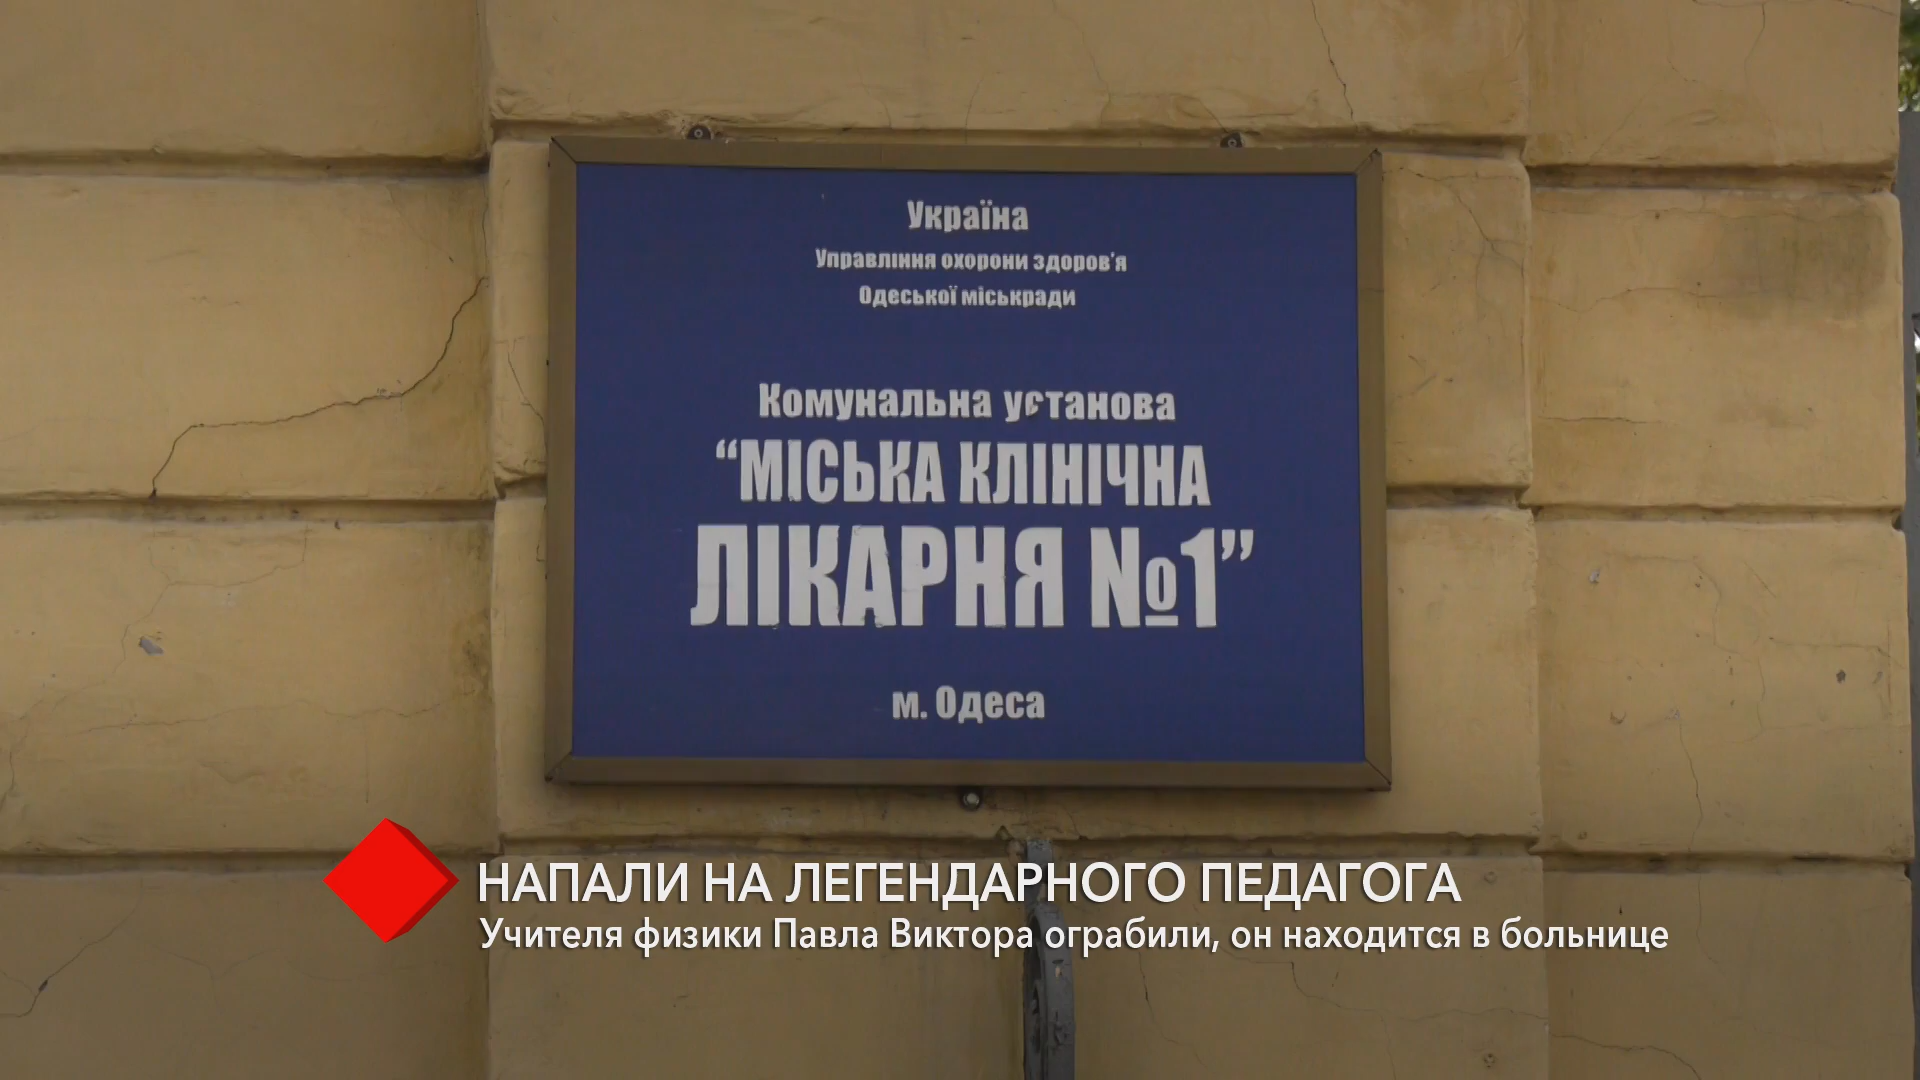 Україна
Управління охорони здоров'я
Одеської міськради
Комунальна установа
“МІСЬКА КЛІНІЧНА
ЛІКАРНЯ №1”
м. Одеса
НАПАЛИ НА ЛЕГЕНДАРНОГО ПЕДАГОГА
Учителя физики Павла Виктора ограбили, он находится в больнице